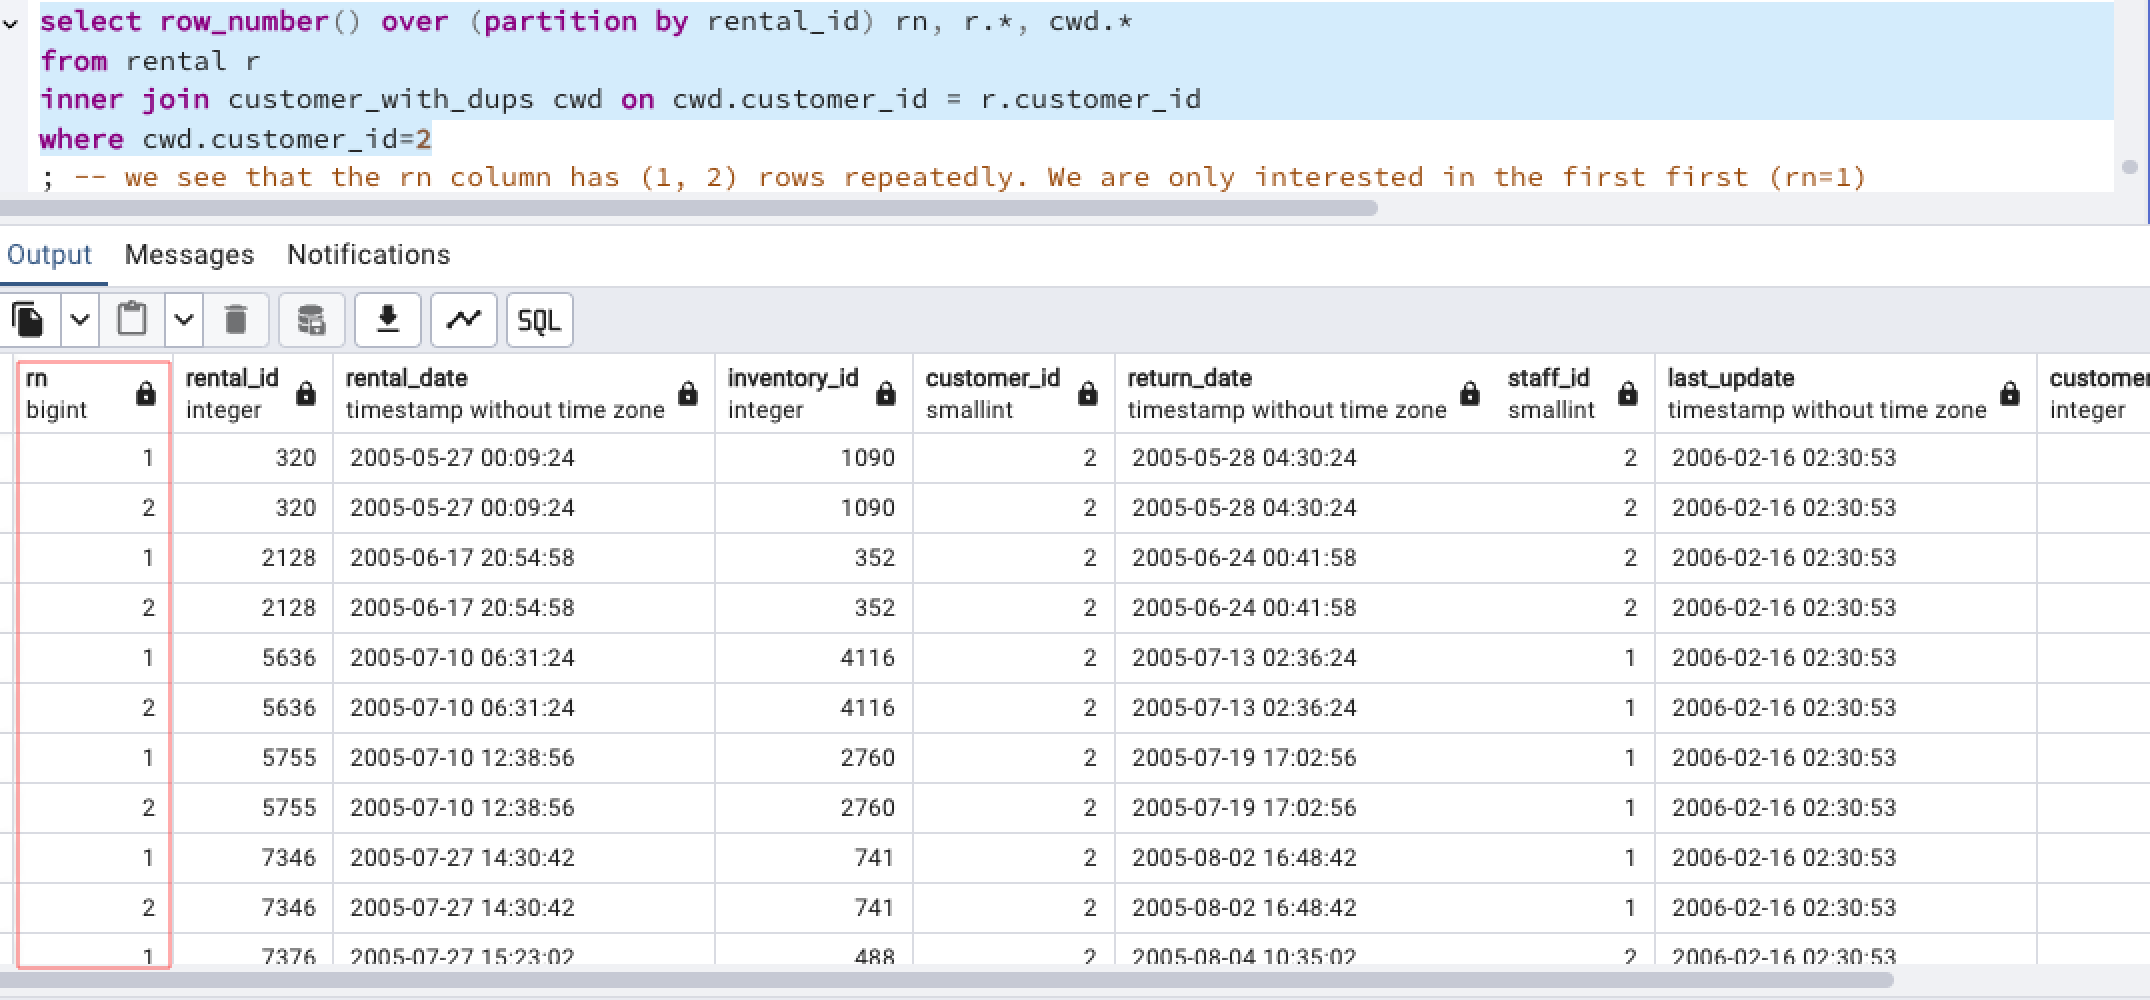 select row_number() over (partition by rental_id) rn, r.*, cwd.*
from rental r
inner join customer_with_dups cwd on cwd.customer_id = r.customer_id
where cwd.customer_id=2
; -- we see that the rn column has (1, 2) rows repeatedly. We are only interested in the first first (rn=1)
Output Messages Notifications
SQL
rn rental_id rental_date inventory_id customer_id return_date staff_id last_update customer
bigint integer timestamp without time zone integer smallint timestamp without time zone smallint timestamp without time zone integer
1 320 2005-05-27 00:09:24 1090 2 2005-05-28 04:30:24 2 2006-02-16 02:30:53
2 320 2005-05-27 00:09:24 1090 2 2005-05-28 04:30:24 2 2006-02-16 02:30:53
1 2128 2005-06-17 20:54:58 352 2 2005-06-24 00:41:58 2 2006-02-16 02:30:53
2 2128 2005-06-17 20:54:58 352 2 2005-06-24 00:41:58 2 2006-02-16 02:30:53
1 5636 2005-07-10 06:31:24 4116 2 2005-07-13 02:36:24 1 2006-02-16 02:30:53
2 5636 2005-07-10 06:31:24 4116 2 2005-07-13 02:36:24 1 2006-02-16 02:30:53
1 5755 2005-07-10 12:38:56 2760 2 2005-07-19 17:02:56 1 2006-02-16 02:30:53
2 5755 2005-07-10 12:38:56 2760 2 2005-07-19 17:02:56 1 2006-02-16 02:30:53
1 7346 2005-07-27 14:30:42 741 2 2005-08-02 16:48:42 1 2006-02-16 02:30:53
2 7346 2005-07-27 14:30:42 741 2 2005-08-02 16:48:42 1 2006-02-16 02:30:53
1 7376 2005-07-27 15:23:02 488 2 2005-08-04 10:35:02 2 2006-02-16 02:30:53